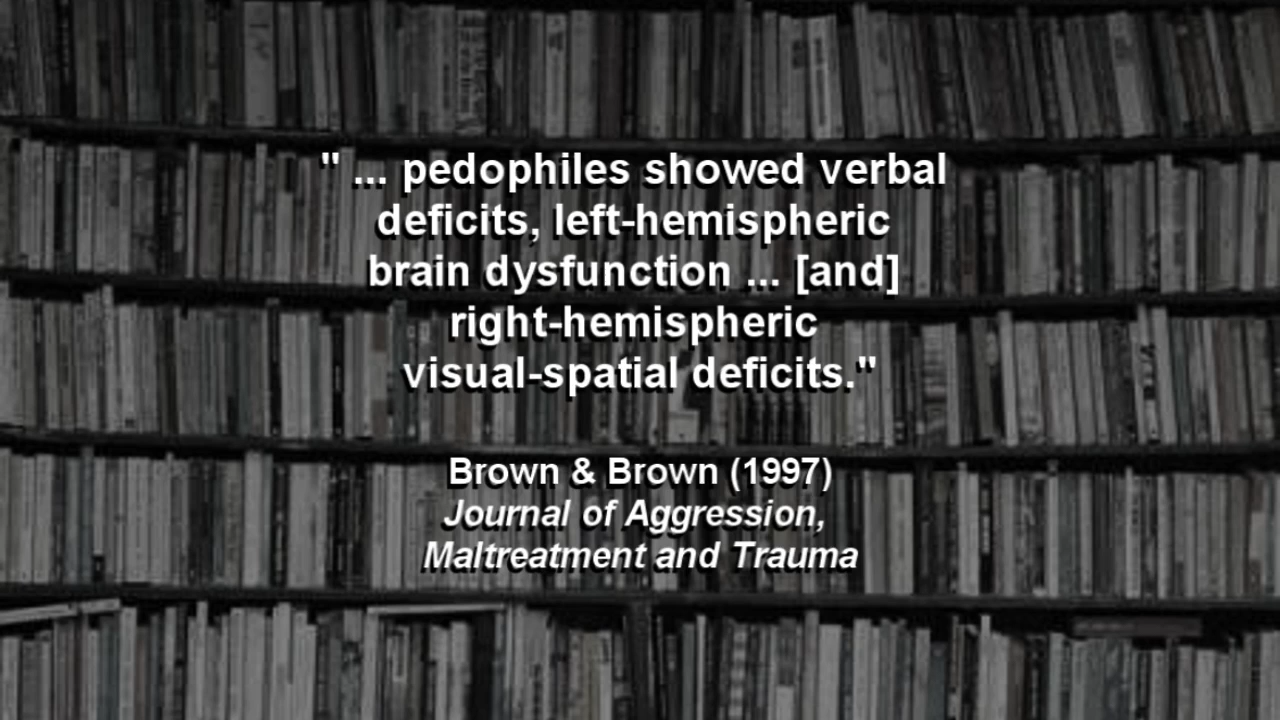 " ... pedophiles showed verbal
deficits, left-hemispheric
brain dysfunction ... [and]
right-hemispheric
visual-spatial deficits."
Brown & Brown (1997)
Journal of Aggression,
Maltreatment and Trauma